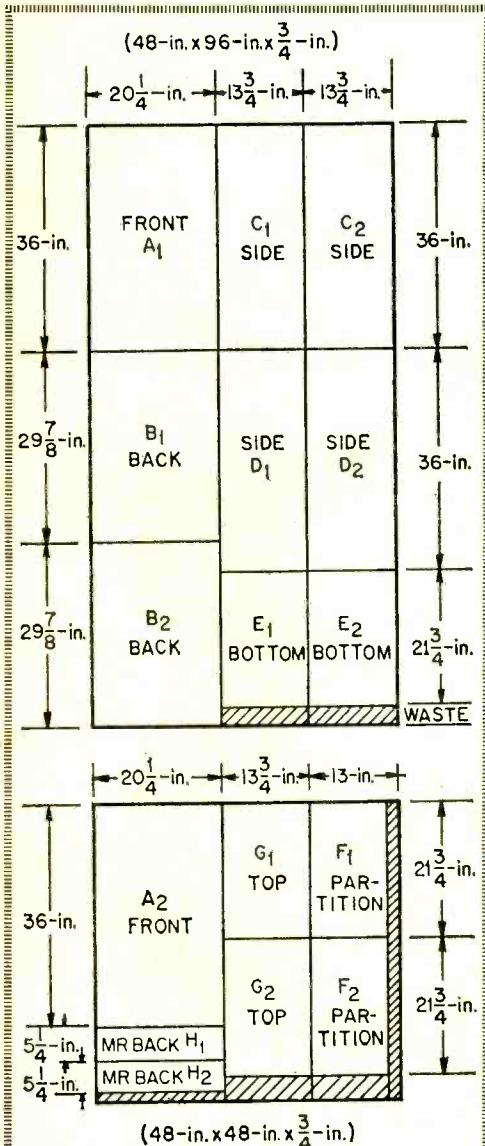 (48-in. x 96-in. x 3/4-in.)
20 1/4-in. 13 3/4-in. 13 3/4-in.
36-in.
FRONT
A1
C1
SIDE
C2
SIDE
36-in.
29 7/8-in.
B1
BACK
SIDE
D1
SIDE
D2
36-in.
29 7/8-in.
B2
BACK
E1
BOTTOM
E2
BOTTOM
21 3/4-in.
WASTE
20 1/4-in. 13 3/4-in. 13-in.
36-in.
A2
FRONT
G1
TOP
F1
PAR-
TITION
21 3/4-in.
G2
TOP
F2
PAR-
TITION
21 3/4-in.
5 1/4-in.
MR BACK H1
5 1/4-in.
MR BACK H2
(48-in. x 48-in. x 3/4-in.)